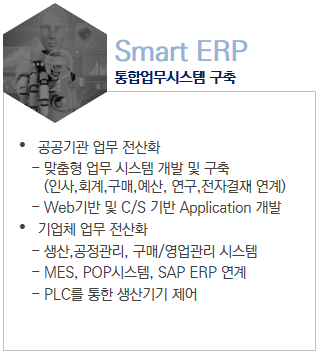 Smart ERP
통합업무시스템 구축
• 공공기관 업무 전산화
– 맞춤형 업무 시스템 개발 및 구축
(인사,회계,구매,예산, 연구,전자결재 연계)
– Web기반 및 C/S 기반 Application 개발
• 기업체 업무 전산화
– 생산,공정관리, 구매/영업관리 시스템
– MES, POP시스템, SAP ERP 연계
– PLC를 통한 생산기기 제어